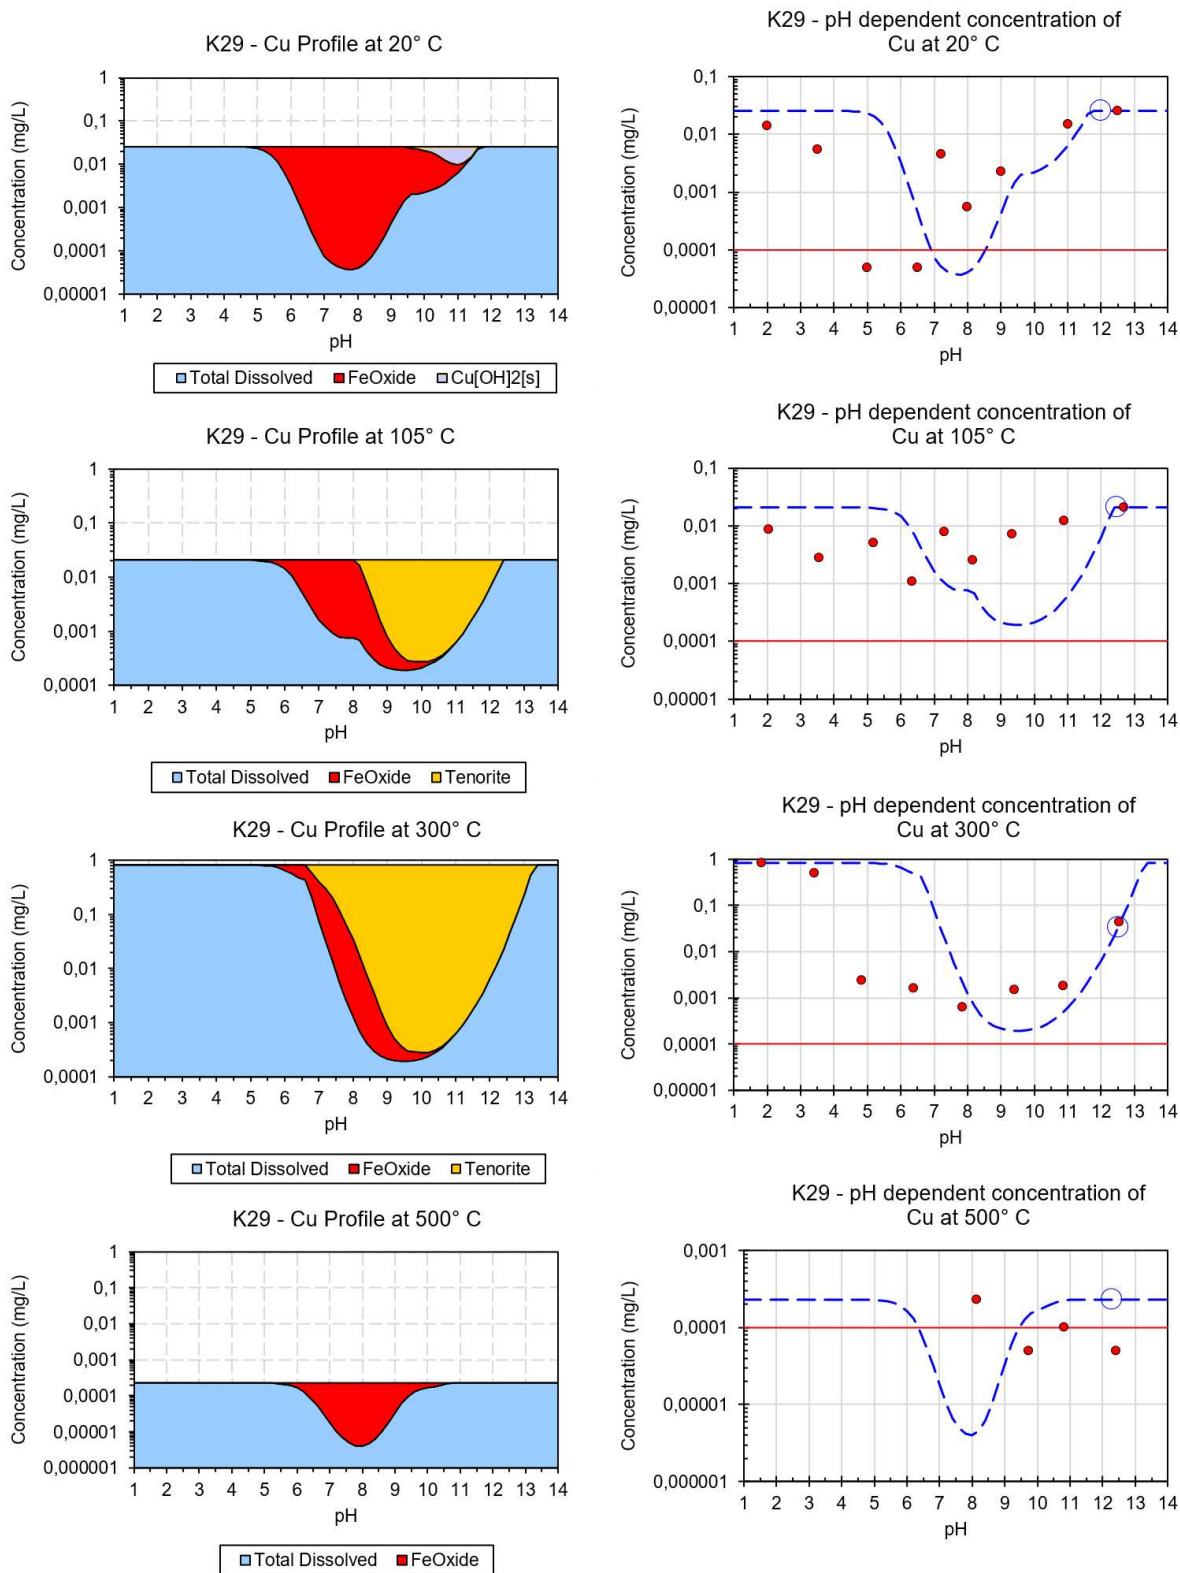 K29 - Cu Profile at 20° C
Concentration (mg/L)
1
0,1
0,01
0,001
0,0001
0,00001
1 2 3 4 5 6 7 8 9 10 11 12 13 14
pH
Total Dissolved FeOxide Cu[OH]2[s]
K29 - pH dependent concentration of
Cu at 20° C
Concentration (mg/L)
0,1
0,01
0,001
0,0001
0,00001
1 2 3 4 5 6 7 8 9 10 11 12 13 14
pH
K29 - Cu Profile at 105° C
Concentration (mg/L)
1
0,1
0,01
0,001
0,0001
1 2 3 4 5 6 7 8 9 10 11 12 13 14
pH
Total Dissolved FeOxide Tenorite
K29 - pH dependent concentration of
Cu at 105° C
Concentration (mg/L)
0,1
0,01
0,001
0,0001
0,00001
1 2 3 4 5 6 7 8 9 10 11 12 13 14
pH
K29 - Cu Profile at 300° C
Concentration (mg/L)
1
0,1
0,01
0,001
0,0001
1 2 3 4 5 6 7 8 9 10 11 12 13 14
pH
Total Dissolved FeOxide Tenorite
K29 - pH dependent concentration of
Cu at 300° C
Concentration (mg/L)
1
0,1
0,01
0,001
0,0001
0,00001
1 2 3 4 5 6 7 8 9 10 11 12 13 14
pH
K29 - Cu Profile at 500° C
Concentration (mg/L)
1
0,1
0,01
0,001
0,0001
0,00001
0,000001
1 2 3 4 5 6 7 8 9 10 11 12 13 14
pH
Total Dissolved FeOxide
K29 - pH dependent concentration of
Cu at 500° C
Concentration (mg/L)
0,001
0,0001
0,00001
0,000001
1 2 3 4 5 6 7 8 9 10 11 12 13 14
pH